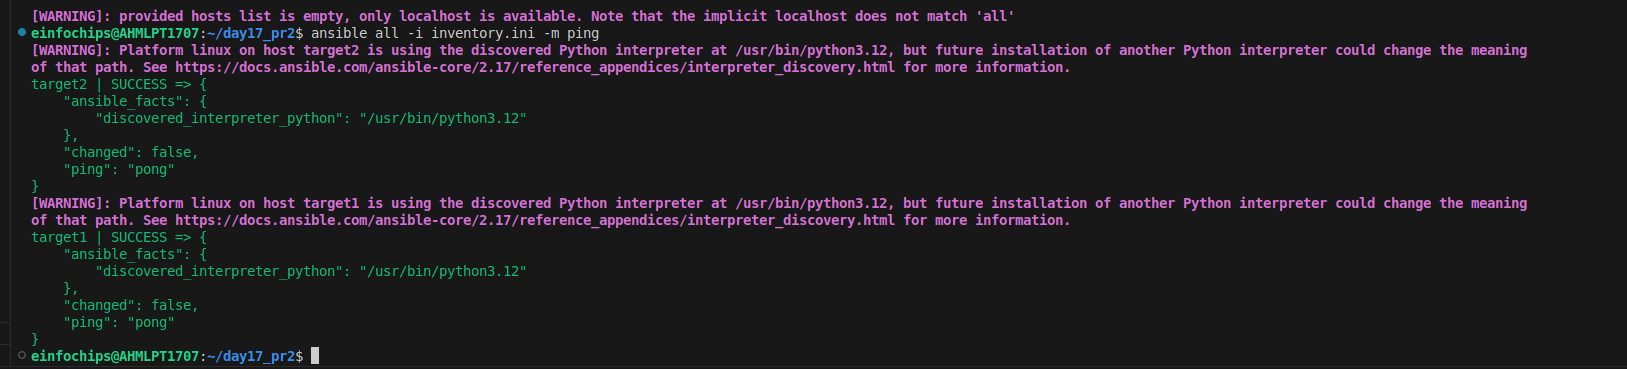 [WARNING]: provided hosts list is empty, only localhost is available. Note that the implicit localhost does not match 'all'
einfochips@AHMLPT1707:~/day17_pr2$ ansible all -i inventory.ini -m ping
[WARNING]: Platform linux on host target2 is using the discovered Python interpreter at /usr/bin/python3.12, but future installation of another Python interpreter could change the meaning
of that path. See https://docs.ansible.com/ansible-core/2.17/reference_appendices/interpreter_discovery.html for more information.
target2 | SUCCESS => {
    "ansible_facts": {
        "discovered_interpreter_python": "/usr/bin/python3.12"
    },
    "changed": false,
    "ping": "pong"
}
[WARNING]: Platform linux on host target1 is using the discovered Python interpreter at /usr/bin/python3.12, but future installation of another Python interpreter could change the meaning
of that path. See https://docs.ansible.com/ansible-core/2.17/reference_appendices/interpreter_discovery.html for more information.
target1 | SUCCESS => {
    "ansible_facts": {
        "discovered_interpreter_python": "/usr/bin/python3.12"
    },
    "changed": false,
    "ping": "pong"
}
einfochips@AHMLPT1707:~/day17_pr2$